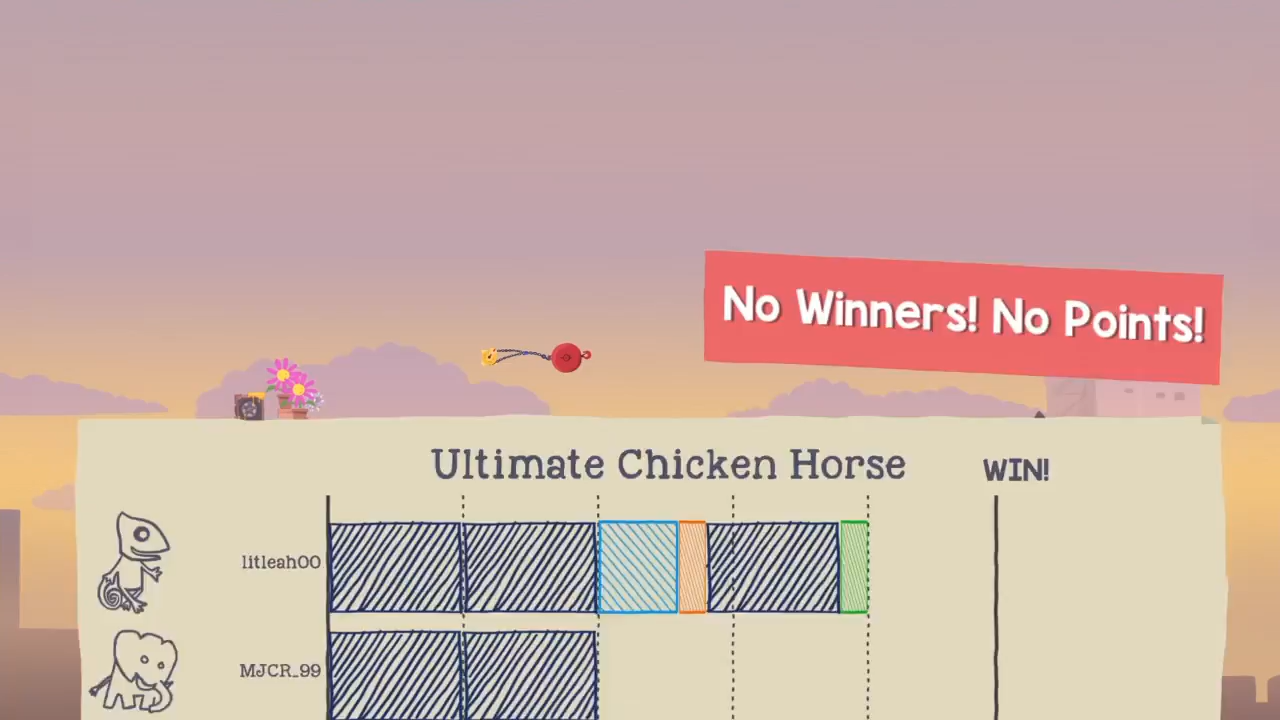 No Winners! No Points!
Ultimate Chicken Horse
WIN!
litleah00
MJCR_99